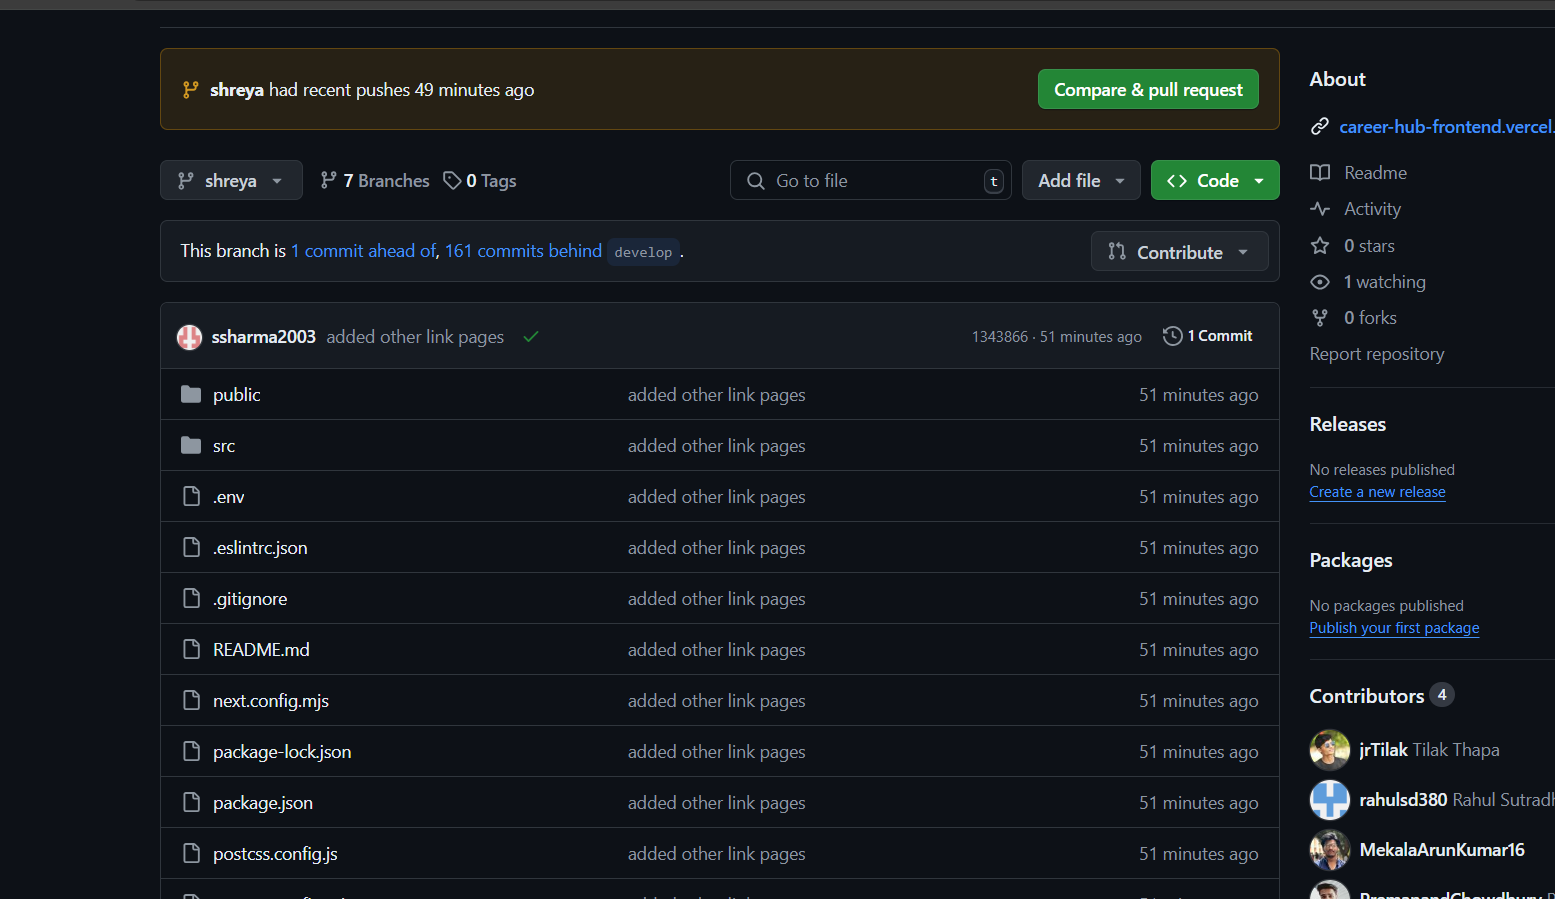 shreya had recent pushes 49 minutes ago
Compare & pull request
shreya
7 Branches
0 Tags
Go to file
t
Add file
<> Code
This branch is 1 commit ahead of, 161 commits behind develop.
Contribute
ssharma2003 added other link pages
1343866 · 51 minutes ago
1 Commit
public added other link pages 51 minutes ago
src added other link pages 51 minutes ago
.env added other link pages 51 minutes ago
.eslintrc.json added other link pages 51 minutes ago
.gitignore added other link pages 51 minutes ago
README.md added other link pages 51 minutes ago
next.config.mjs added other link pages 51 minutes ago
package-lock.json added other link pages 51 minutes ago
package.json added other link pages 51 minutes ago
postcss.config.js added other link pages 51 minutes ago
About
career-hub-frontend.vercel.
Readme
Activity
0 stars
1 watching
0 forks
Report repository
Releases
No releases published
Create a new release
Packages
No packages published
Publish your first package
Contributors 4
jrTilak Tilak Thapa
rahulsd380 Rahul Sutradh
MekalaArunKumar16